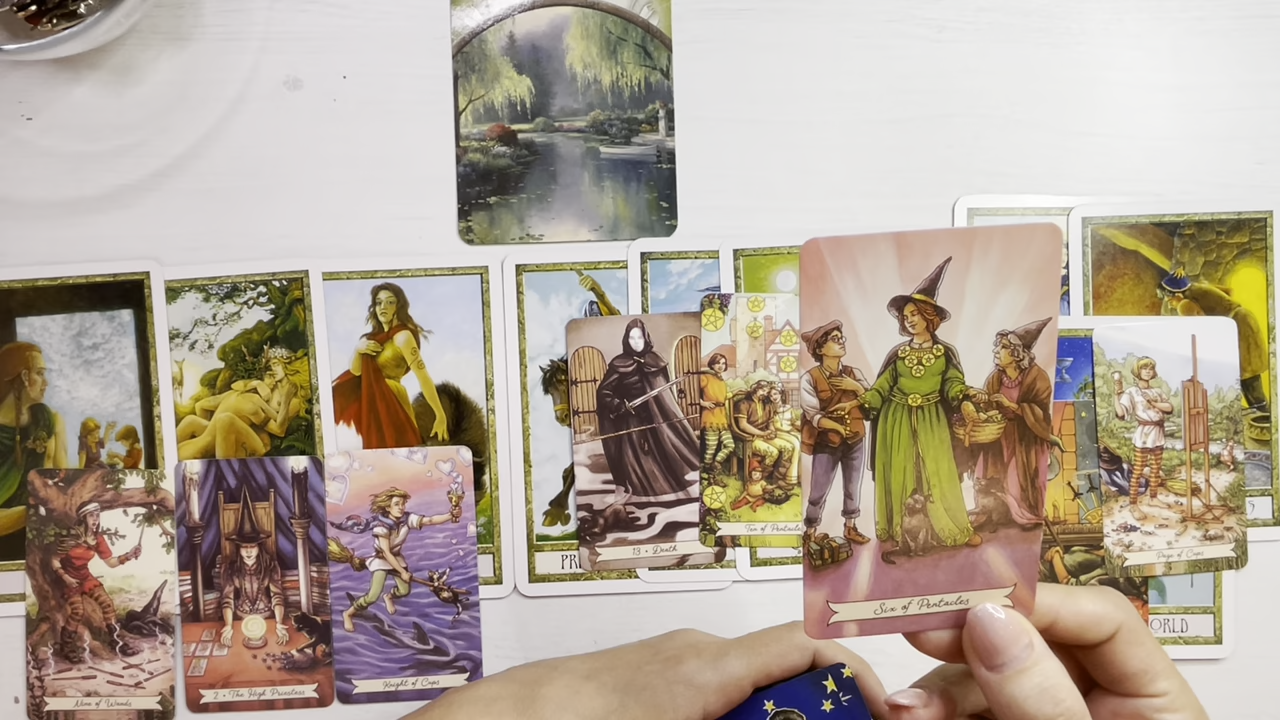 PR
13 • Death
Ten of Pentacles
Six of Pentacles
Page of Cups
ORLD
Nine of Wands
2 • The High Priestess
Knight of Cups